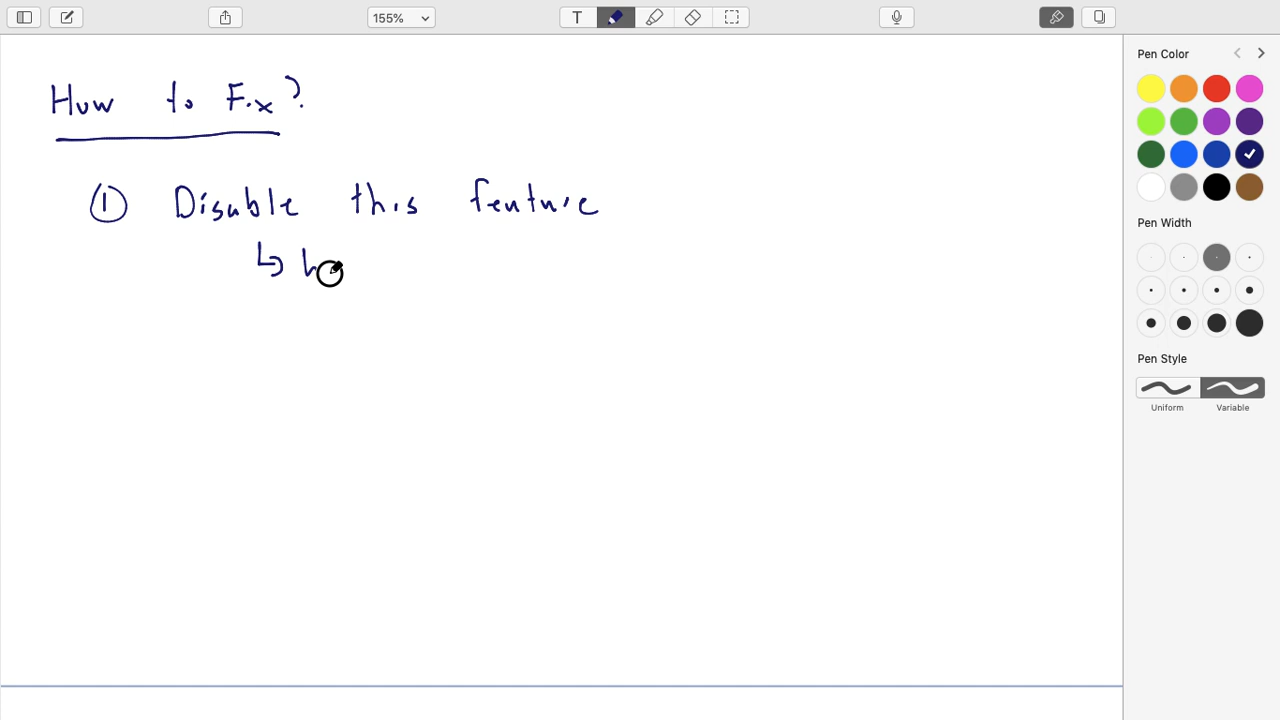 155%
T
How to Fix?
① Disable this feature
↳
Pen Color
Pen Width
Pen Style
Uniform Variable